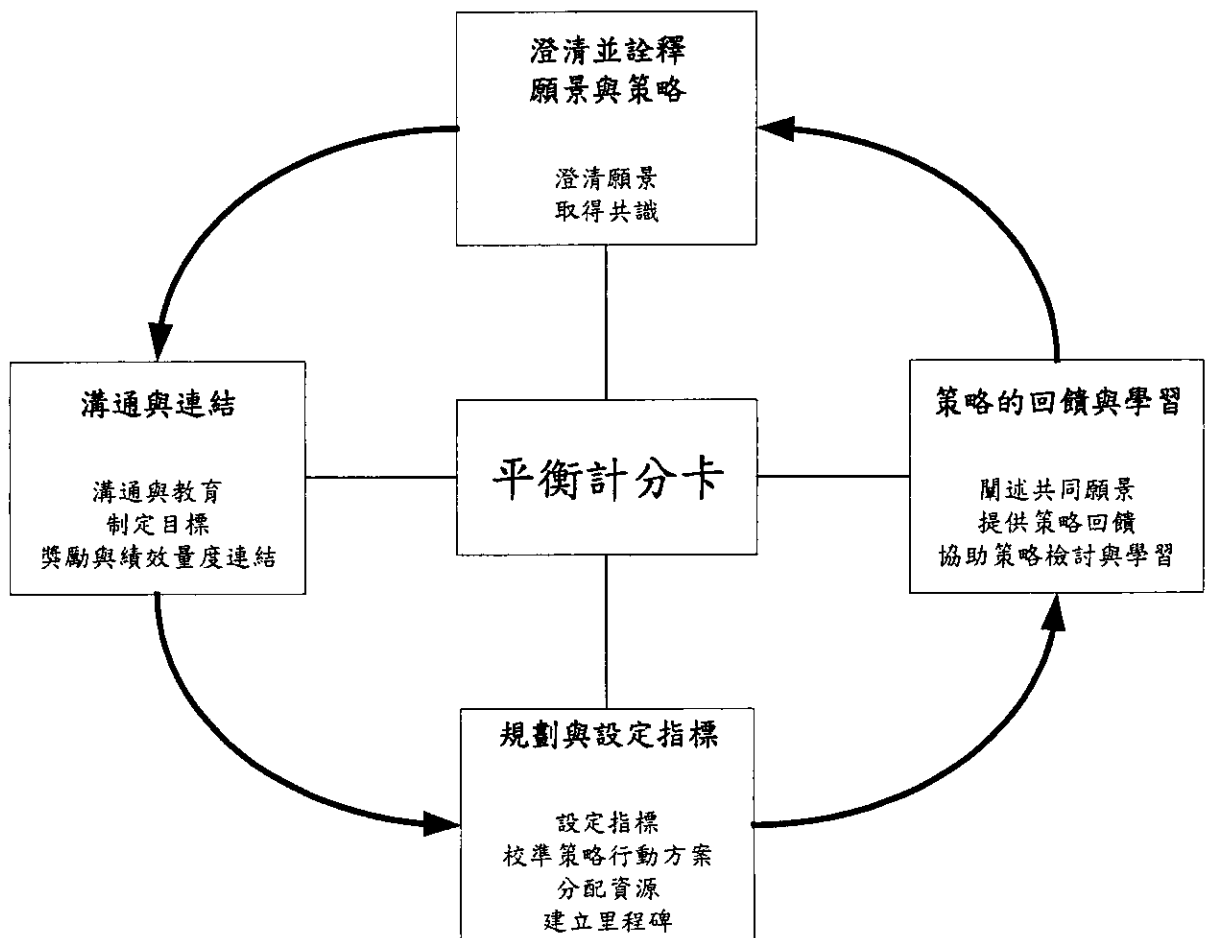 澄清並詮釋
願景與策略
澄清願景
取得共識
溝通與連結
溝通與教育
制定目標
獎勵與績效量度連結
平衡計分卡
策略的回饋與學習
闡述共同願景
提供策略回饋
協助策略檢討與學習
規劃與設定指標
設定指標
校準策略行動方案
分配資源
建立里程碑